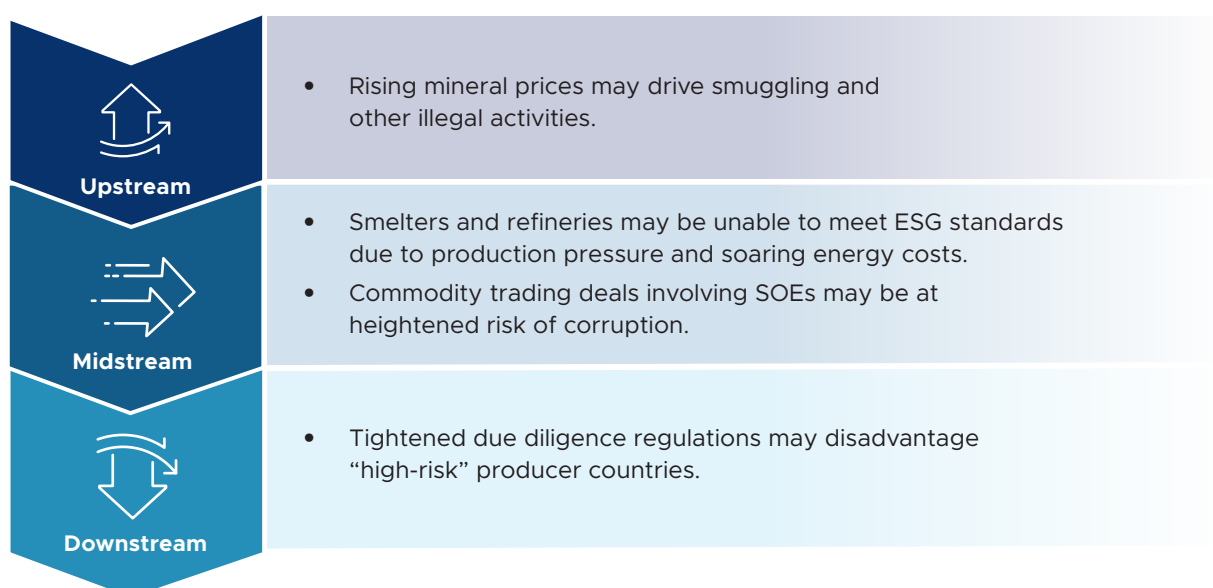 Upstream
• Rising mineral prices may drive smuggling and
other illegal activities.
Midstream
• Smelters and refineries may be unable to meet ESG standards
due to production pressure and soaring energy costs.
• Commodity trading deals involving SOEs may be at
heightened risk of corruption.
Downstream
• Tightened due diligence regulations may disadvantage
“high-risk” producer countries.